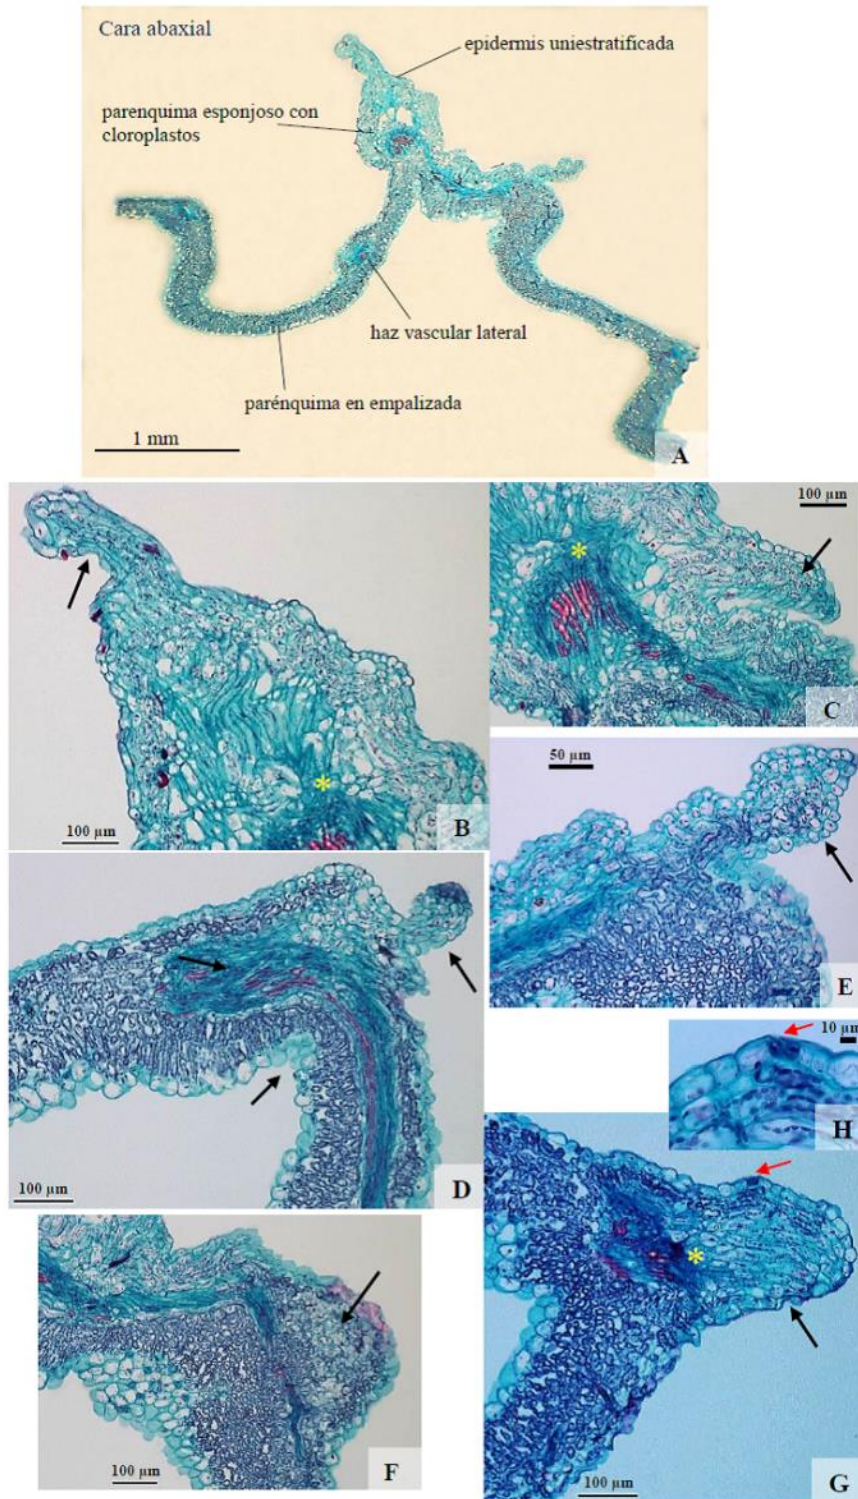 Cara abaxial
epidermis uniestratificada
parenquima esponjoso con
cloroplastos
haz vascular lateral
parénquima en empalizada
1 mm
A
100 µm
B
100 µm
*
C
*
50 µm
E
100 µm
D
10 µm
H
100 µm
F
*
100 µm
G